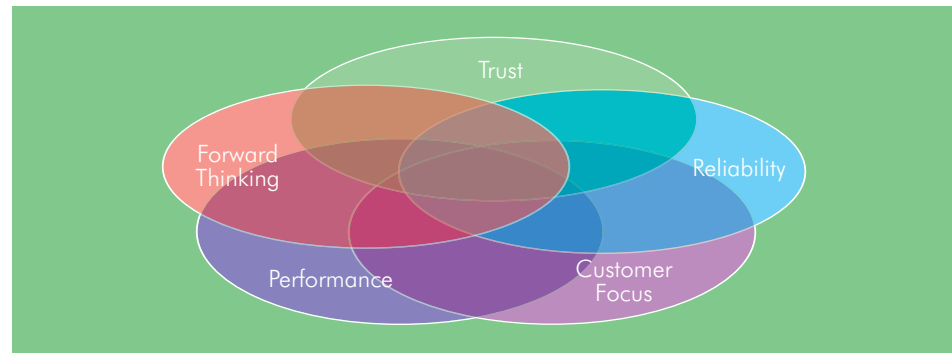 Trust
Forward
Thinking
Reliability
Performance
Customer
Focus